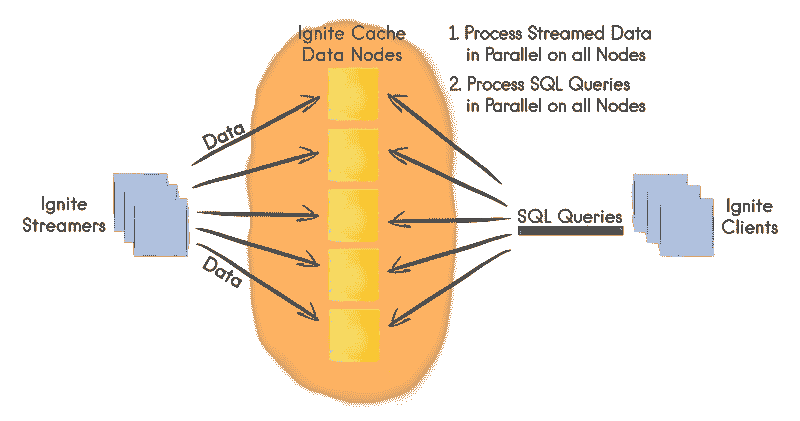 Ignite Cache
Data Nodes
1. Process Streamed Data
in Parallel on all Nodes
2. Process SQL Queries
in Parallel on all Nodes
Data
Ignite
Streamers
Data
SQL Queries
Ignite
Clients